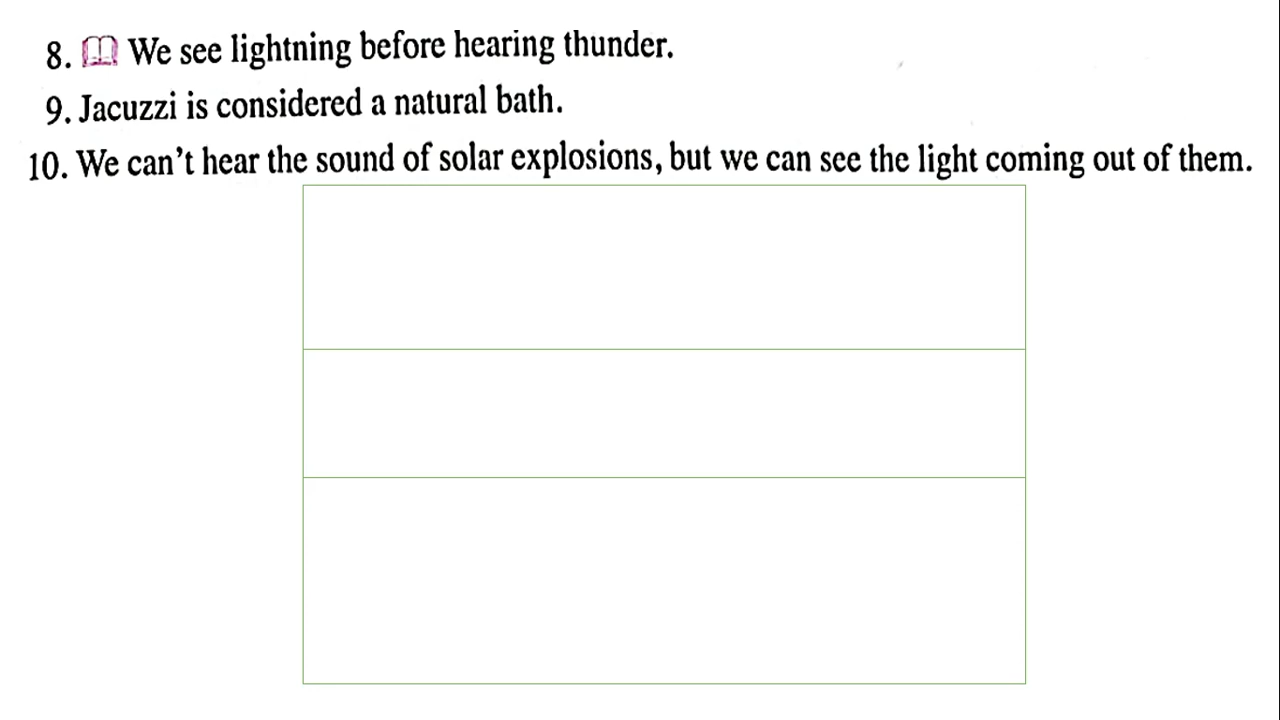 8. We see lightning before hearing thunder.
9. Jacuzzi is considered a natural bath.
10. We can't hear the sound of solar explosions, but we can see the light coming out of them.